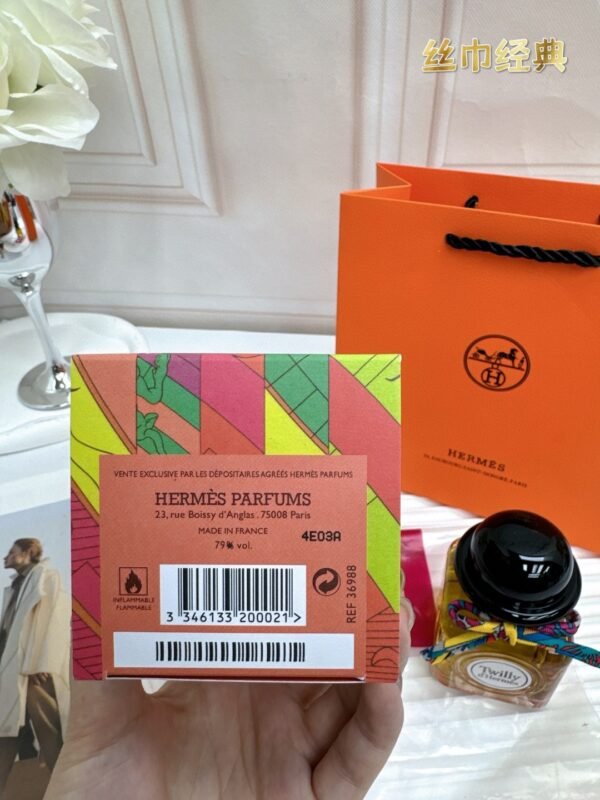 丝巾经典
HERMÈS
VENTE EXCLUSIVE PAR LES DÉPOSITAIRES AGRÉÉS HERMÈS PARFUMS
HERMÈS PARFUMS
23, rue Boissy d'Anglas . 75008 Paris
MADE IN FRANCE
4E03A
79% vol.
INFLAMMABLE
FLAMMABLE
3 346133 200021 >
REF 36988
Twilly
d'Hermès